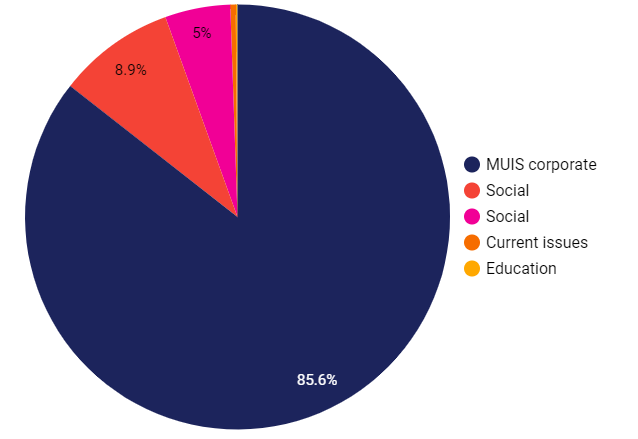 5%
8.9%
MUIS corporate
Social
Social
Current issues
Education
85.6%